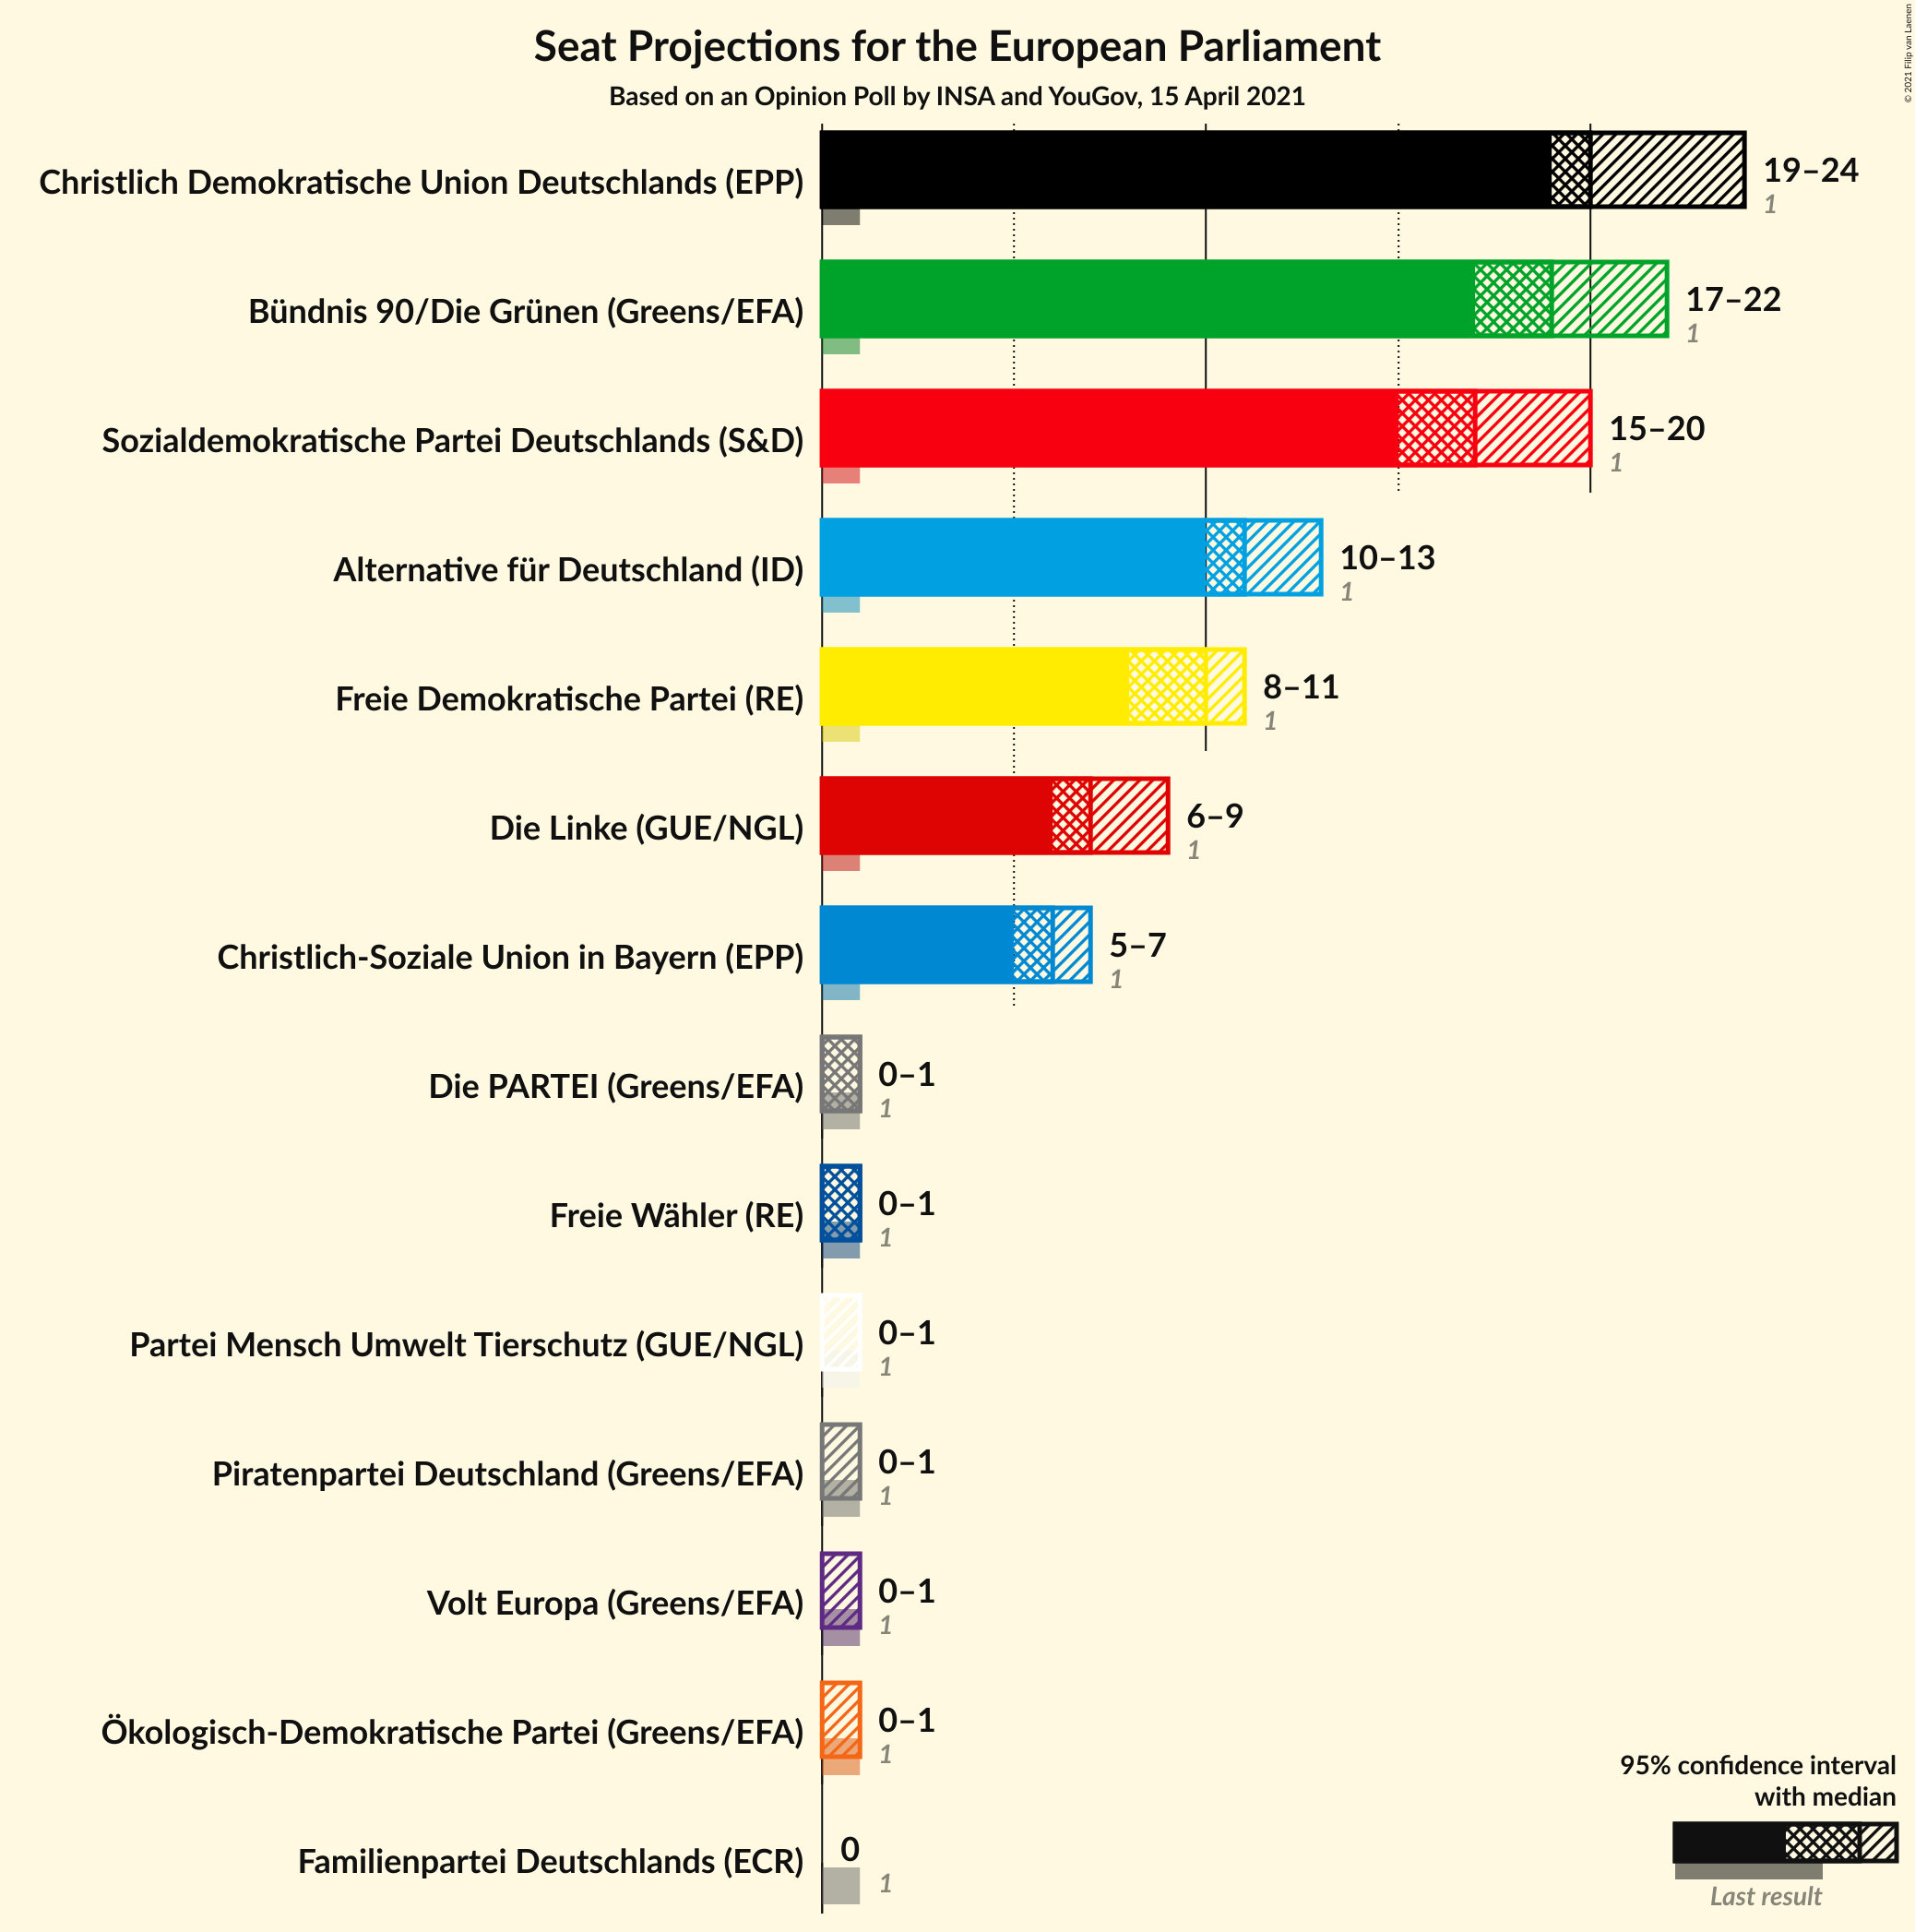 Seat Projections for the European Parliament
Based on an Opinion Poll by INSA and YouGov, 15 April 2021
© 2021 Filip van Laenen
Christlich Demokratische Union Deutschlands (EPP)
19–24
1
Bündnis 90/Die Grünen (Greens/EFA)
17–22
1
Sozialdemokratische Partei Deutschlands (S&D)
15–20
1
Alternative für Deutschland (ID)
10–13
1
Freie Demokratische Partei (RE)
8–11
1
Die Linke (GUE/NGL)
6–9
1
Christlich-Soziale Union in Bayern (EPP)
5–7
1
Die PARTEI (Greens/EFA)
0–1
1
Freie Wähler (RE)
0–1
1
Partei Mensch Umwelt Tierschutz (GUE/NGL)
0–1
1
Piratenpartei Deutschland (Greens/EFA)
0–1
1
Volt Europa (Greens/EFA)
0–1
1
Ökologisch-Demokratische Partei (Greens/EFA)
0–1
1
Familienpartei Deutschlands (ECR)
0
1
95% confidence interval
with median
Last result